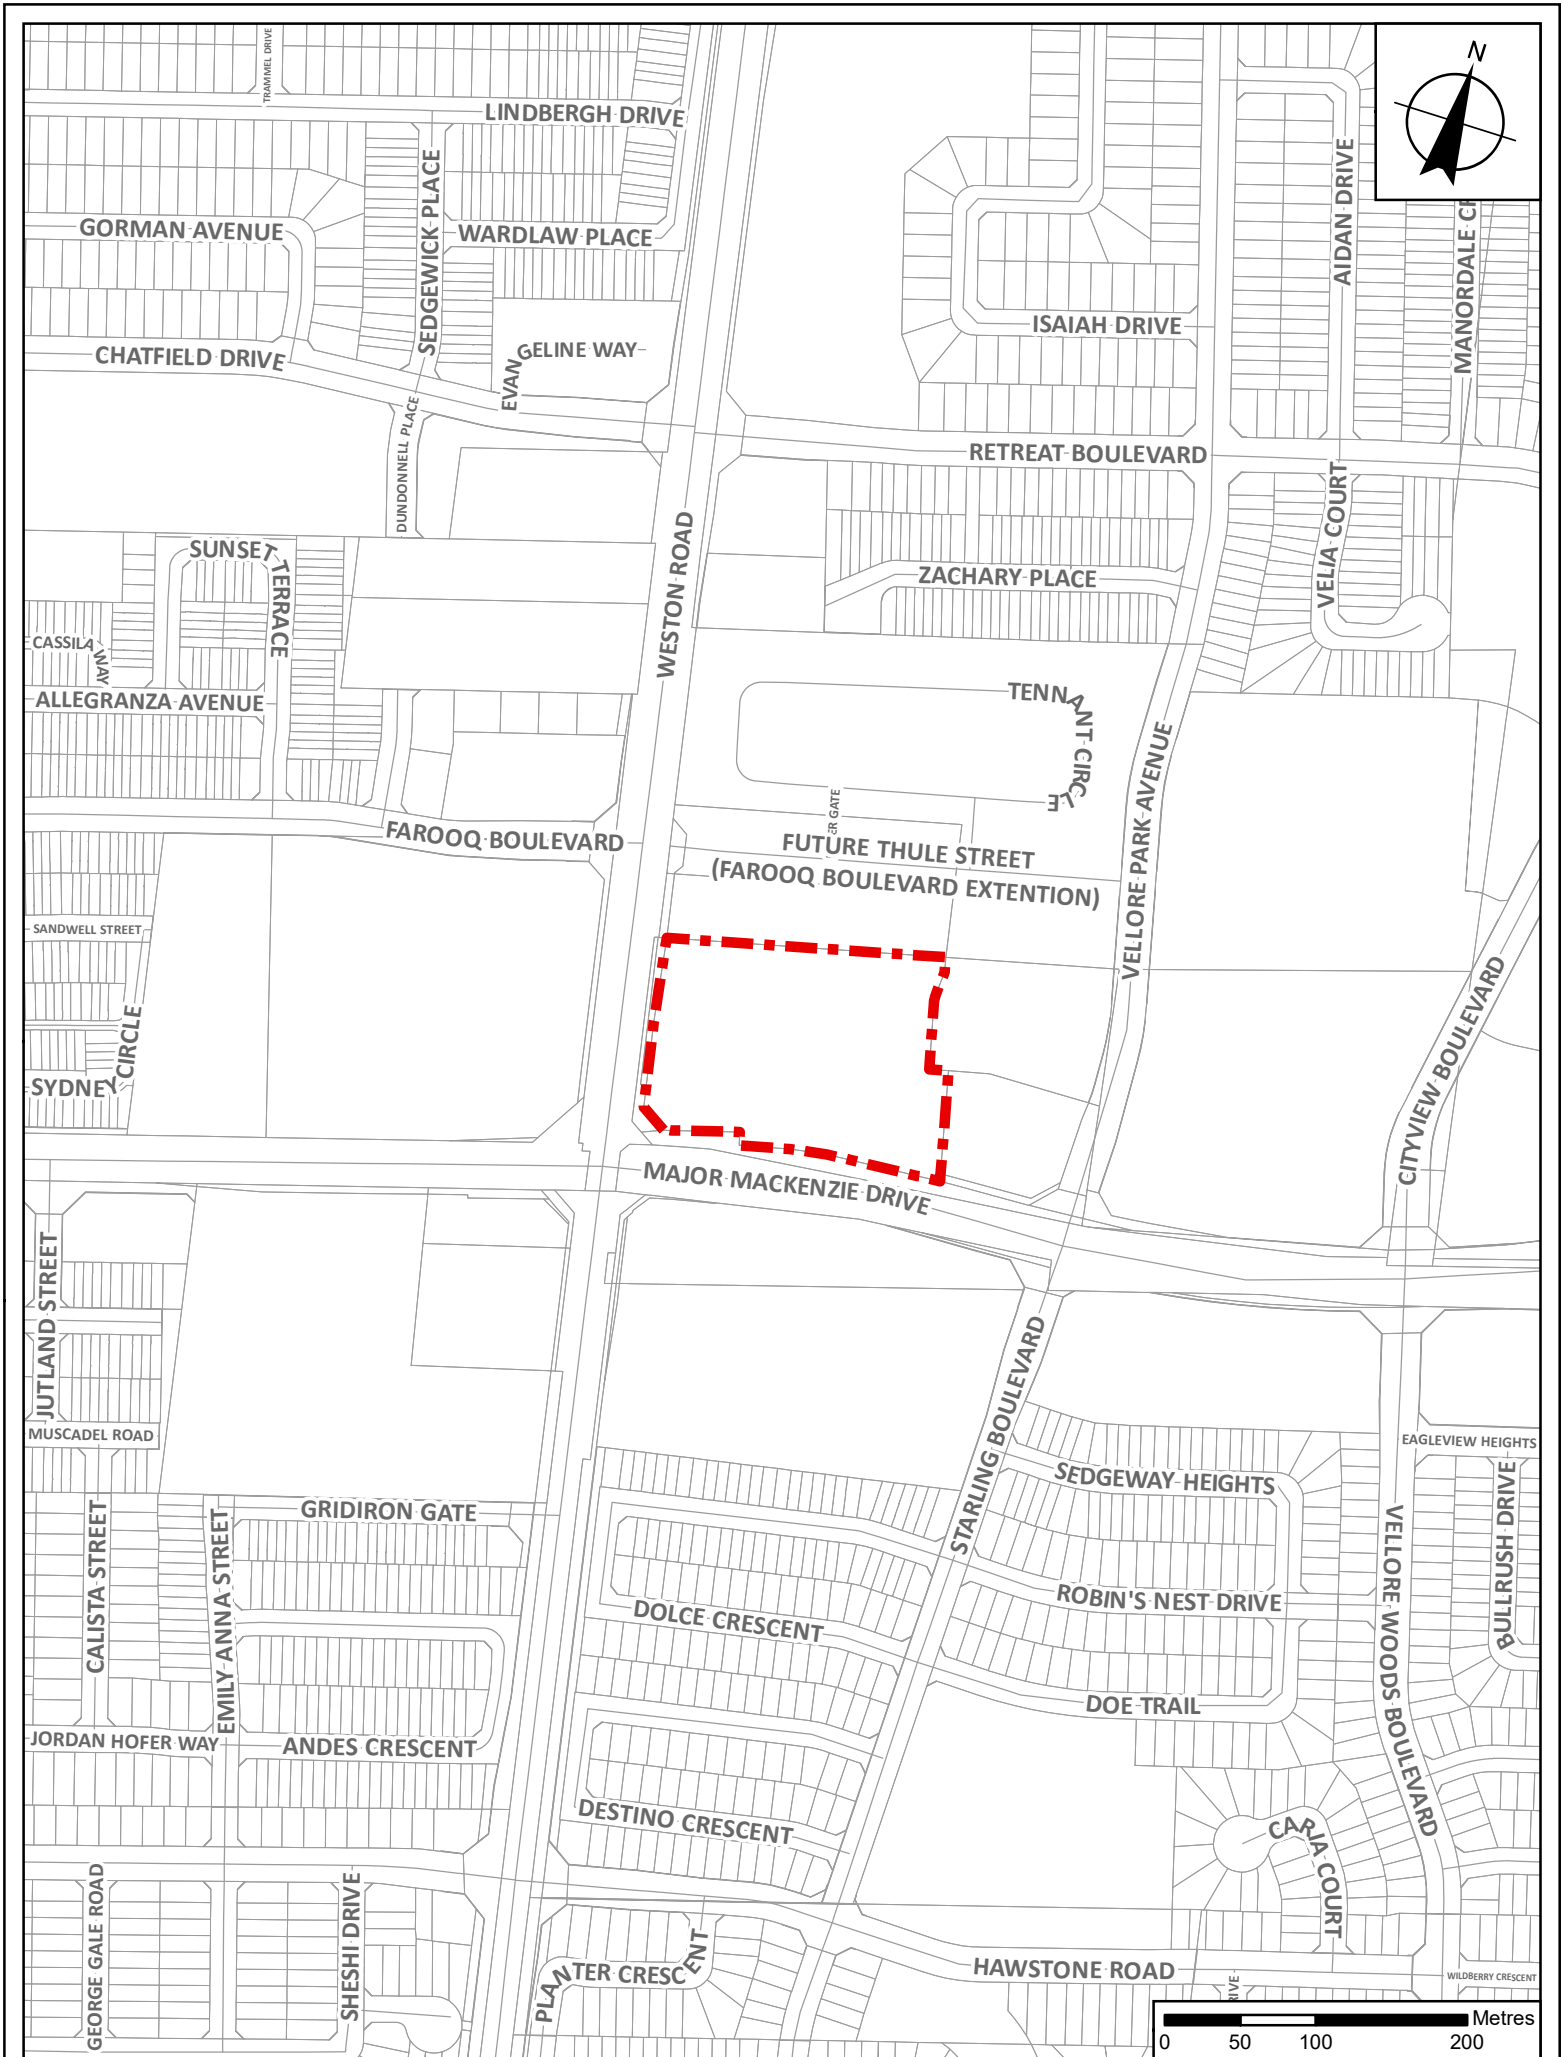 N
TRAMMEL DRIVE
LINDBERGH DRIVE
SEDGEWICK PLACE
AIDAN DRIVE
MANORDALE
GORMAN AVENUE
WARDLAW PLACE
ISAIAH DRIVE
CHATFIELD DRIVE
EVANGELINE WAY
DUNDONNELL PLACE
RETREAT BOULEVARD
VELIA COURT
WESTON ROAD
SUNSET TERRACE
ZACHARY PLACE
CASSILA WAY
ALLEGRANZA AVENUE
TENNANT CIRCLE
VELLORE PARK AVENUE
ER GATE
FAROOQ BOULEVARD
FUTURE THULE STREET
(FAROOQ BOULEVARD EXTENTION)
SANDWELL STREET
CITYVIEW BOULEVARD
SYDNEY CIRCLE
MAJOR MACKENZIE DRIVE
JUTLAND STREET
STARLING BOULEVARD
MUSCADEL ROAD
EAGLEVIEW HEIGHTS
SEDGEWAY HEIGHTS
BULLRUSH DRIVE
GRIDIRON GATE
CALISTA STREET
EMILY ANNA STREET
VELLORE WOODS BOULEVARD
ROBIN'S NEST DRIVE
DOLCE CRESCENT
DOE TRAIL
JORDAN HOFER WAY
ANDES CRESCENT
DESTINO CRESCENT
CARIA COURT
GEORGE GALE ROAD
SHESHI DRIVE
PLANTER CRESCENT
HAWSTONE ROAD
RIVE
WILDBERRY CRESCENT
Metres
0 50 100 200